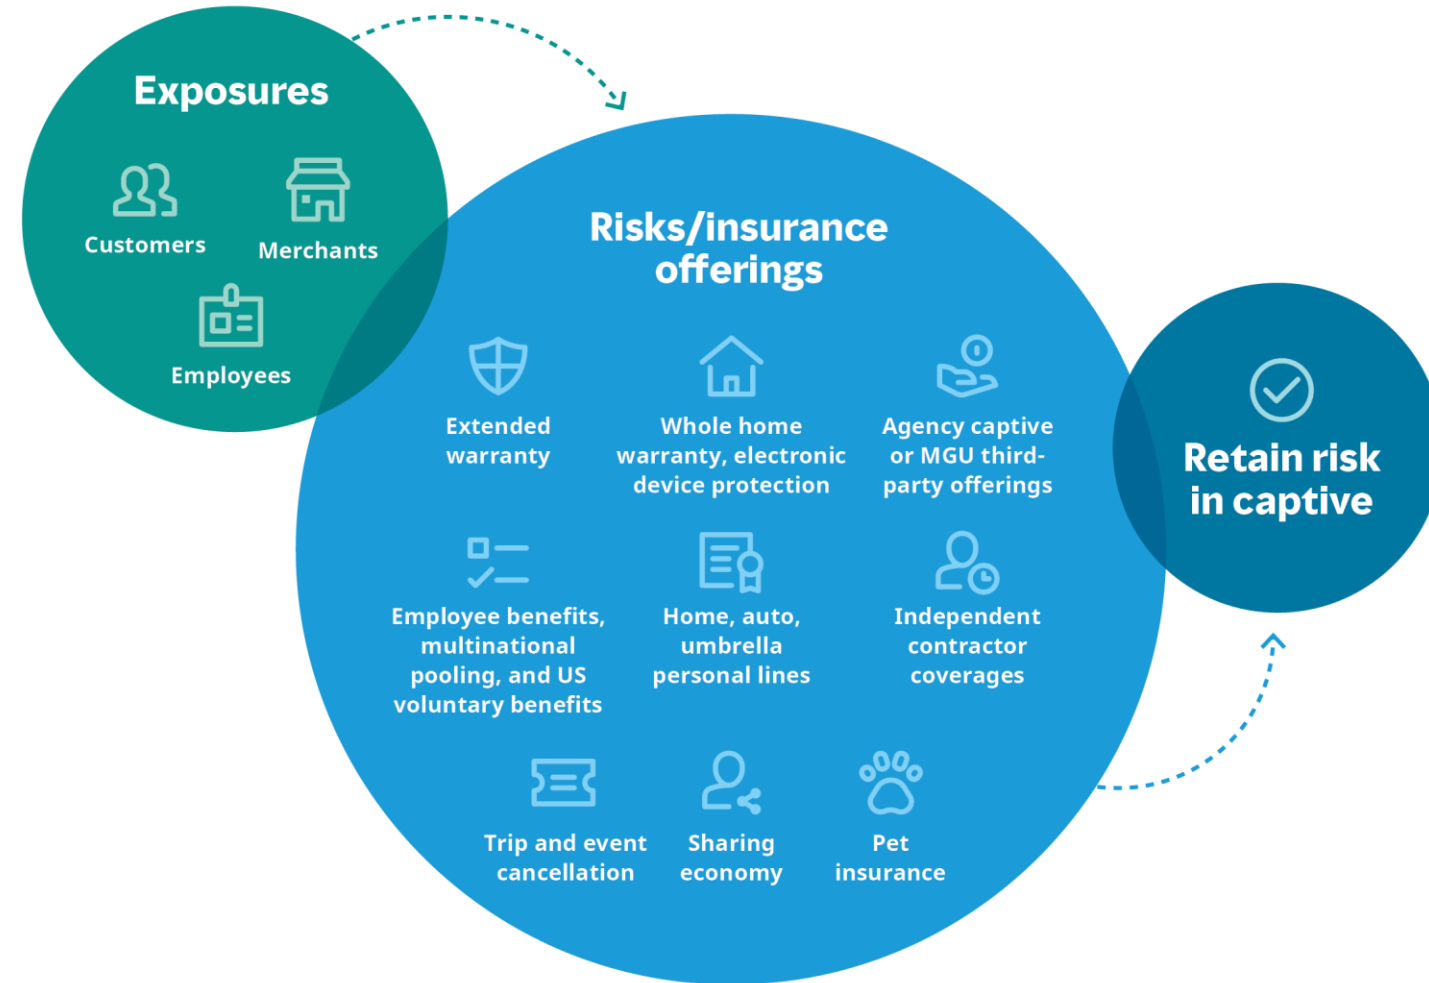 Exposures
Customers
Merchants
Employees
Risks/insurance
offerings
Extended
warranty
Whole home
warranty, electronic
device protection
Agency captive
or MGU third-
party offerings
Employee benefits,
multinational
pooling, and US
voluntary benefits
Home, auto,
umbrella
personal lines
Independent
contractor
coverages
Trip and event
cancellation
Sharing
economy
Pet
insurance
Retain risk
in captive